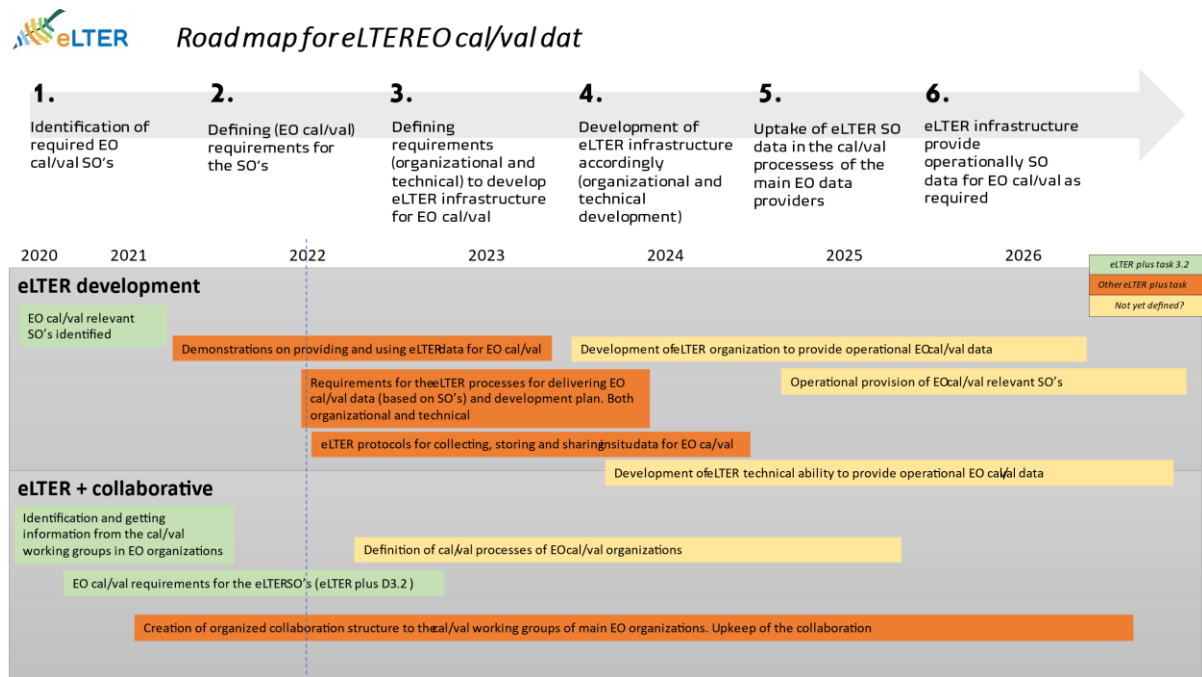 eLTER
Road map for eLTER EO cal/val dat
1.
2.
3.
4.
5.
6.
Identification of
required EO
cal/val SO's
Defining (EO cal/val)
requirements for
the SO's
Defining
requirements
(organizational and
technical) to develop
eLTER infrastructure
for EO cal/val
Development of
eLTER infrastructure
accordingly
(organizational and
technical
development)
Uptake of eLTER SO
data in the cal/val
processess of the
main EO data
providers
eLTER infrastructure
provide
operationally SO
data for EO cal/val as
required
2020 2021 2022 2023 2024 2025 2026
eLTER plus task 3.2
Other eLTER plus task
Not yet defined?
eLTER development
EO cal/val relevant
SO's identified
Demonstrations on providing and using eLTER data for EO cal/val
Development of eLTER organization to provide operational EO cal/val data
Requirements for the eLTER processes for delivering EO
cal/val data (based on SO's) and development plan. Both
organizational and technical
Operational provision of EO cal/val relevant SO's
eLTER protocols for collecting, storing and sharing insitu data for EO ca/val
Development of eLTER technical ability to provide operational EO cal/val data
eLTER + collaborative
Identification and getting
information from the cal/val
working groups in EO organizations
Definition of cal/val processes of EO cal/val organizations
EO cal/val requirements for the eLTER SO's (eLTER plus D3.2 )
Creation of organized collaboration structure to the cal/val working groups of main EO organizations. Upkeep of the collaboration